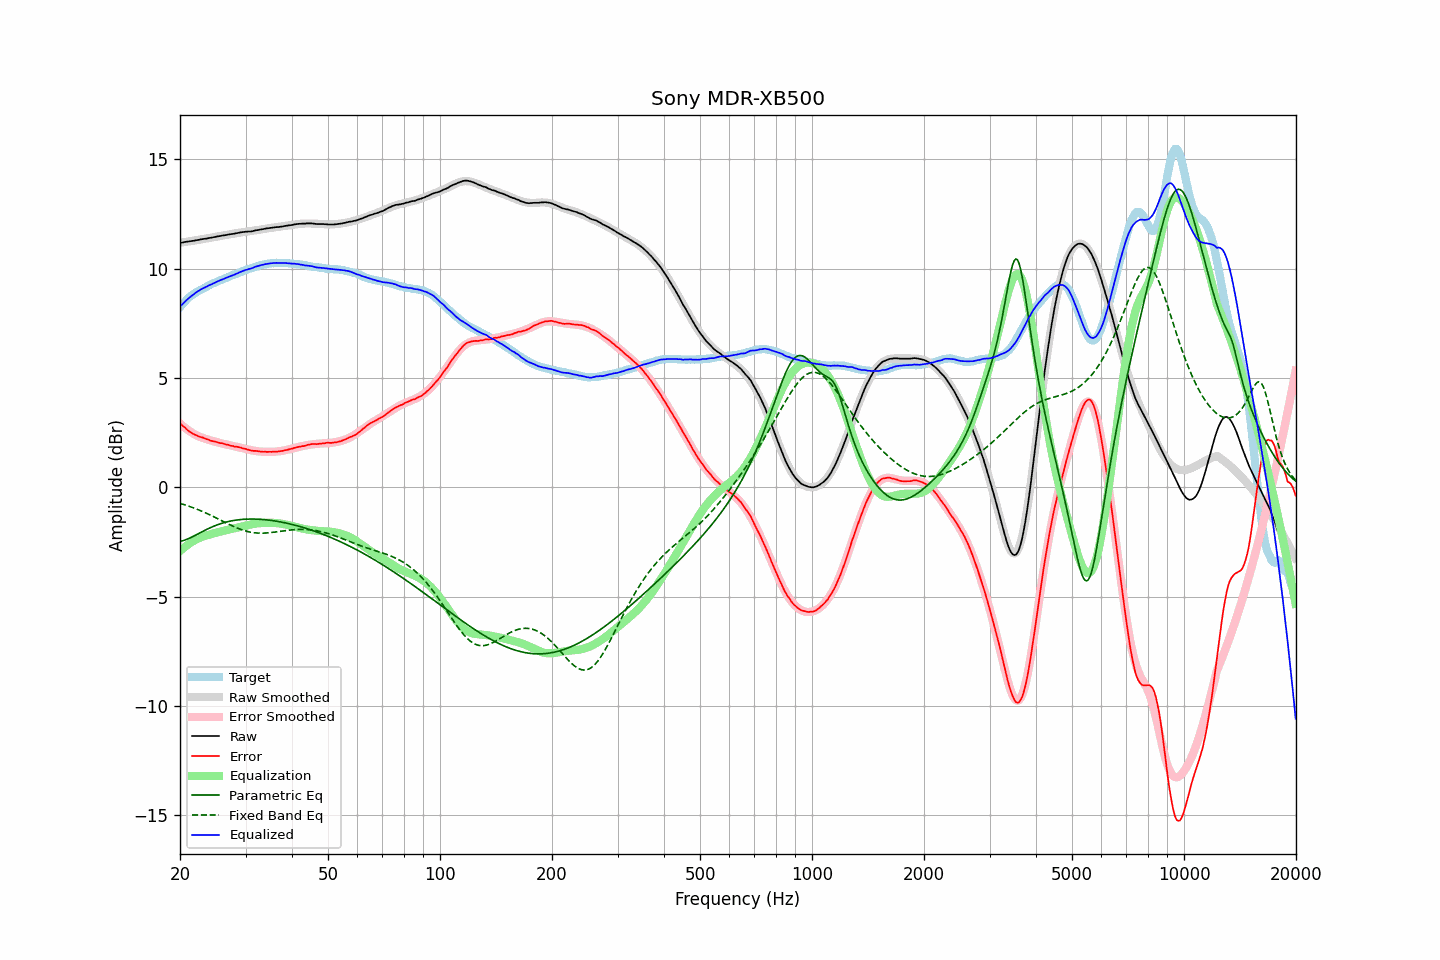 Sony MDR-XB500
Amplitude (dBr)
15
10
5
0
−5
−10
−15
Target
Raw Smoothed
Error Smoothed
Raw
Error
Equalization
Parametric Eq
Fixed Band Eq
Equalized
20
50
100
200
500
1000
2000
5000
10000
20000
Frequency (Hz)